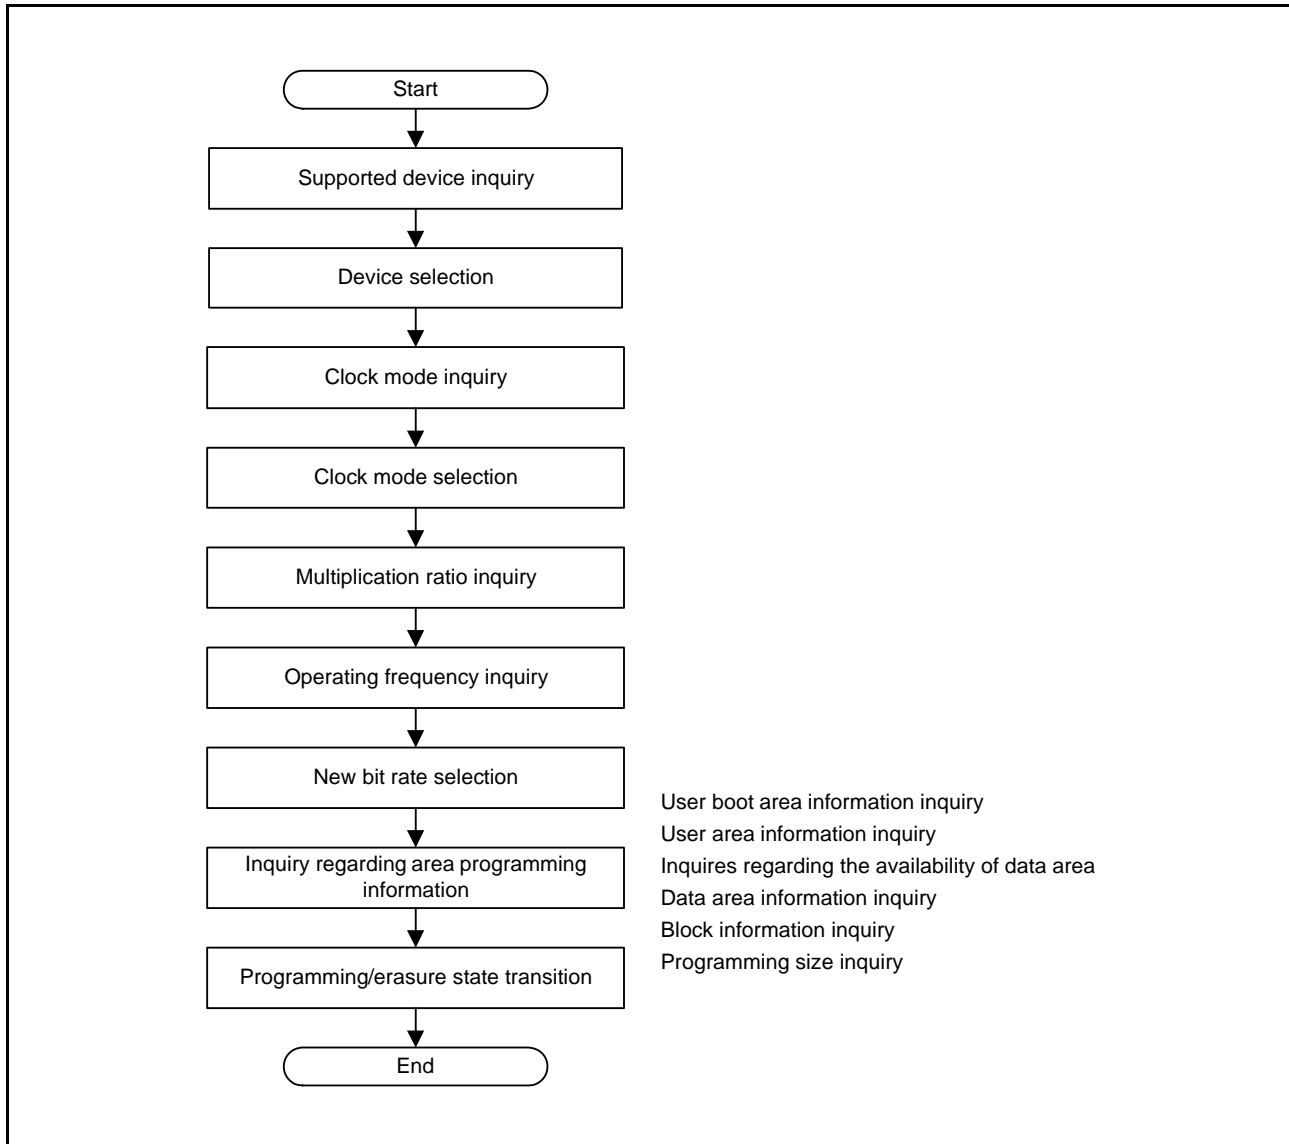 Start
Supported device inquiry
Device selection
Clock mode inquiry
Clock mode selection
Multiplication ratio inquiry
Operating frequency inquiry
New bit rate selection
Inquiry regarding area programming
information
User boot area information inquiry
User area information inquiry
Inquires regarding the availability of data area
Data area information inquiry
Block information inquiry
Programming size inquiry
Programming/erasure state transition
End